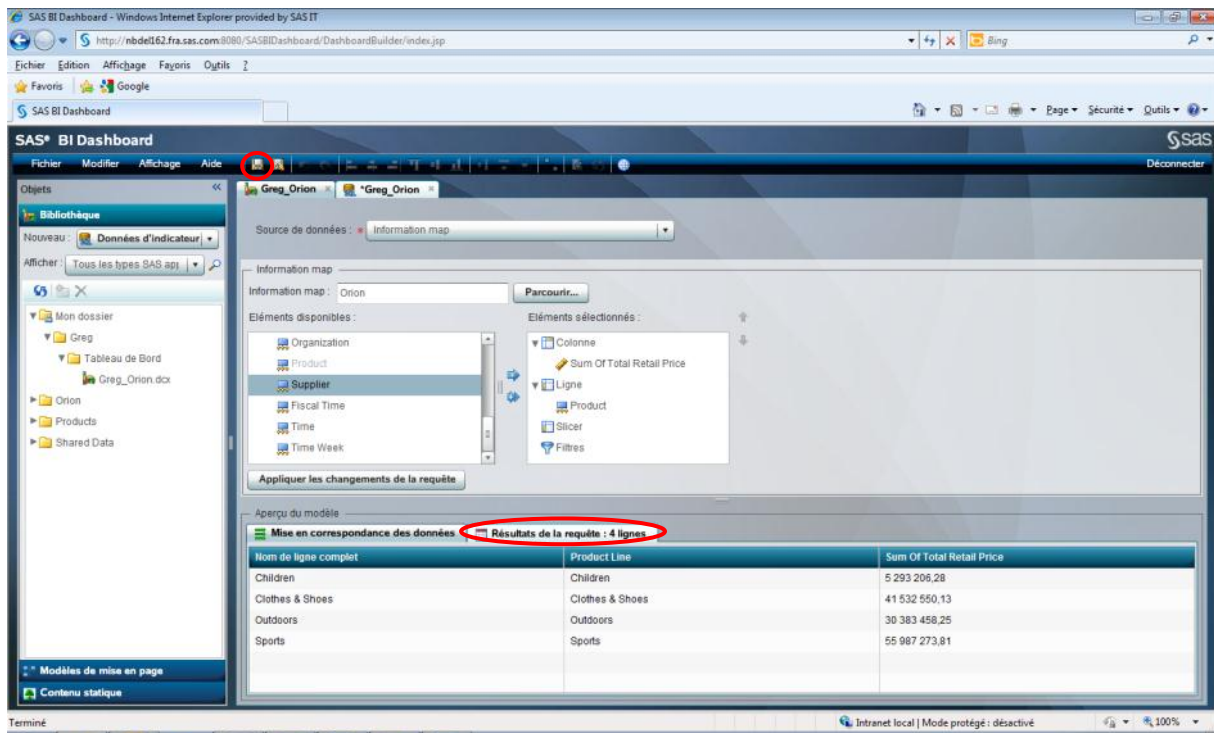 SAS BI Dashboard - Windows Internet Explorer provided by SAS IT
http://nbdel162.fra.sas.com:8080/SASBIDashboard/DashboardBuilder/index.jsp
Bing
Fichier Edition Affichage Favoris Outils ?
Favoris Google
SAS BI Dashboard
Page Sécurité Outils
SAS® BI Dashboard
sas
Fichier Modifier Affichage Aide
Déconnecter
Objets
Greg_Orion
*Greg_Orion
Bibliothèque
Nouveau : Données d'indicateur
Afficher : Tous les types SAS app
Mon dossier
Greg
Tableau de Bord
Greg_Orion.dcx
Orion
Products
Shared Data
Modèles de mise en page
Contenu statique
Source de données : * Information map
Information map
Information map : Orion
Parcourir...
Eléments disponibles :
Organization
Product
Supplier
Fiscal Time
Time
Time Week
Eléments sélectionnés :
Colonne
Sum Of Total Retail Price
Ligne
Product
Slicer
Filtres
Appliquer les changements de la requête
Aperçu du modèle
Mise en correspondance des données
Résultats de la requête : 4 lignes
Nom de ligne complet Product Line Sum Of Total Retail Price
Children Children 5 293 206,28
Clothes & Shoes Clothes & Shoes 41 532 550,13
Outdoors Outdoors 30 383 458,25
Sports Sports 55 987 273,81
Terminé
Intranet local | Mode protégé : désactivé
100%